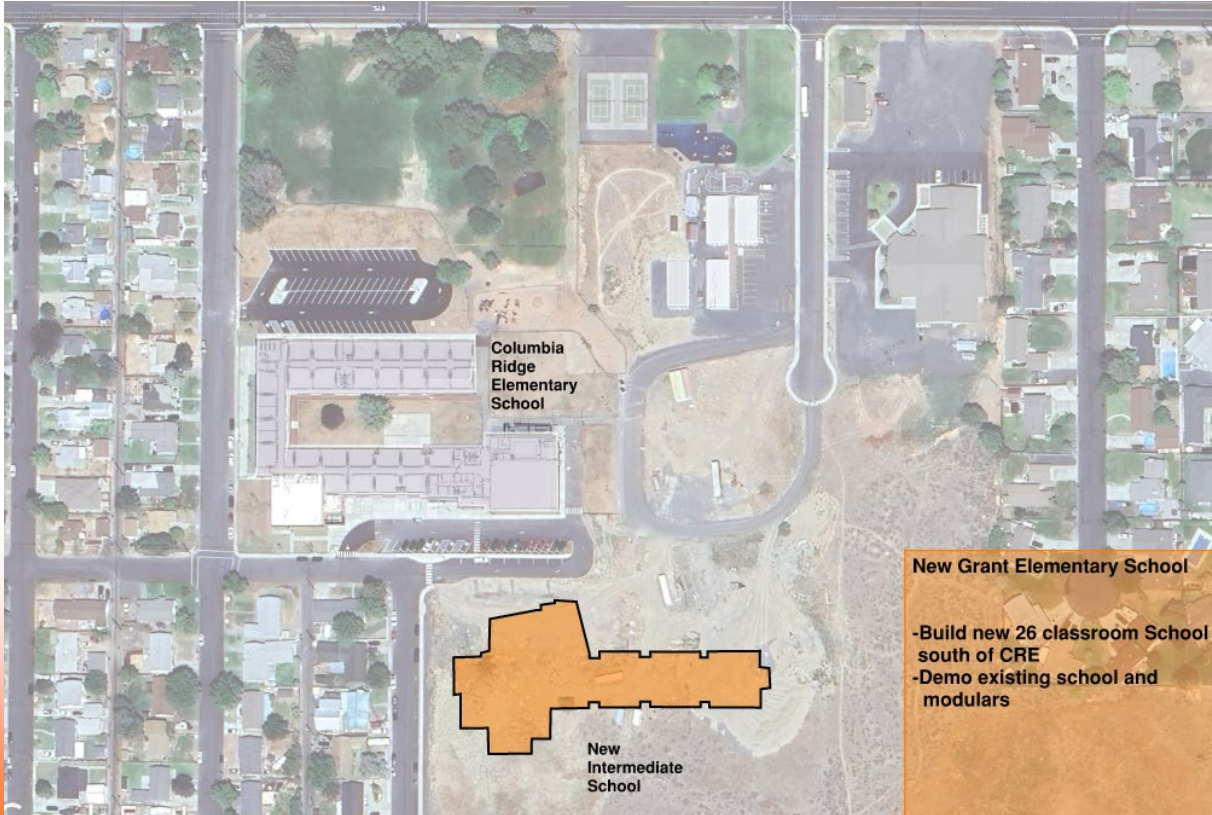 Columbia
Ridge
Elementary
School
New Grant Elementary School
-Build new 26 classroom School
south of CRE
-Demo existing school and
modulars
New
Intermediate
School